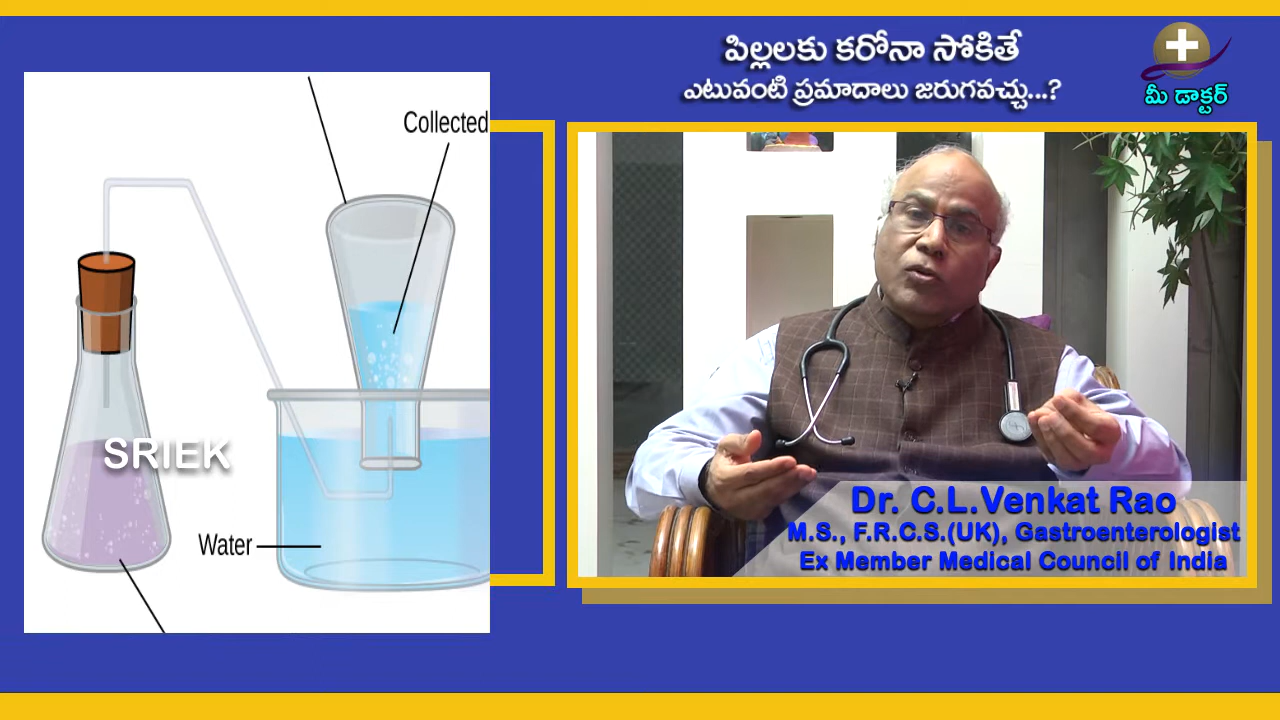 పిల్లలకు కరోనా సోకితే
ఎటువంటి ప్రమాదాలు జరుగవచ్చు...?
మీ డాక్టర్
Collected
SRIEK
Water
Dr. C.L.Venkat Rao
M.S., F.R.C.S.(UK), Gastroenterologist
Ex Member Medical Council of India